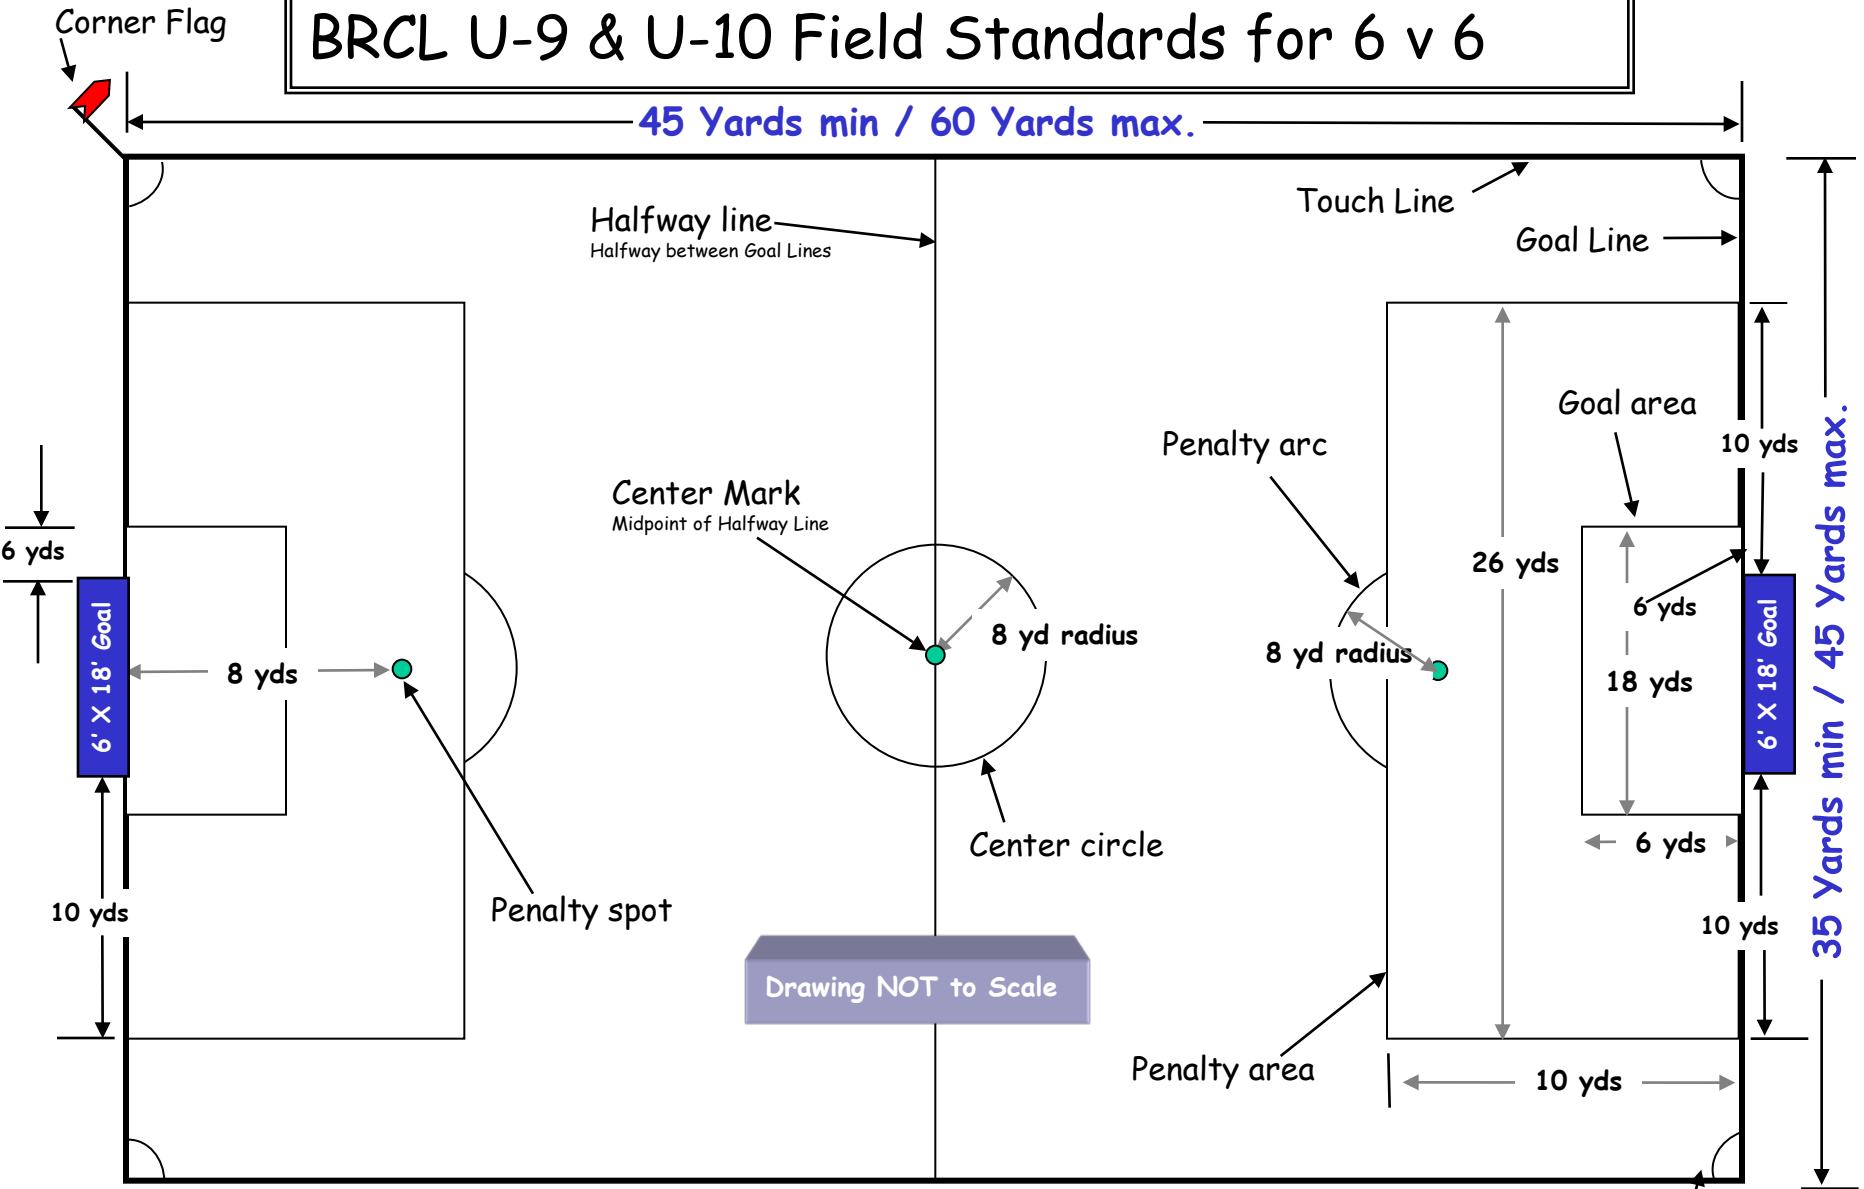 Corner Flag
BRCL U-9 & U-10 Field Standards for 6 v 6
45 Yards min / 60 Yards max.
Touch Line
Halfway line
Halfway between Goal Lines
Goal Line
Goal area
Penalty arc
10 yds
Center Mark
Midpoint of Halfway Line
6 yds
26 yds
6 yds
8 yd radius
8 yd radius
8 yds
18 yds
6' X 18' Goal
6' X 18' Goal
35 Yards min / 45 Yards max.
Center circle
6 yds
10 yds
Penalty spot
10 yds
Drawing NOT to Scale
Penalty area
10 yds